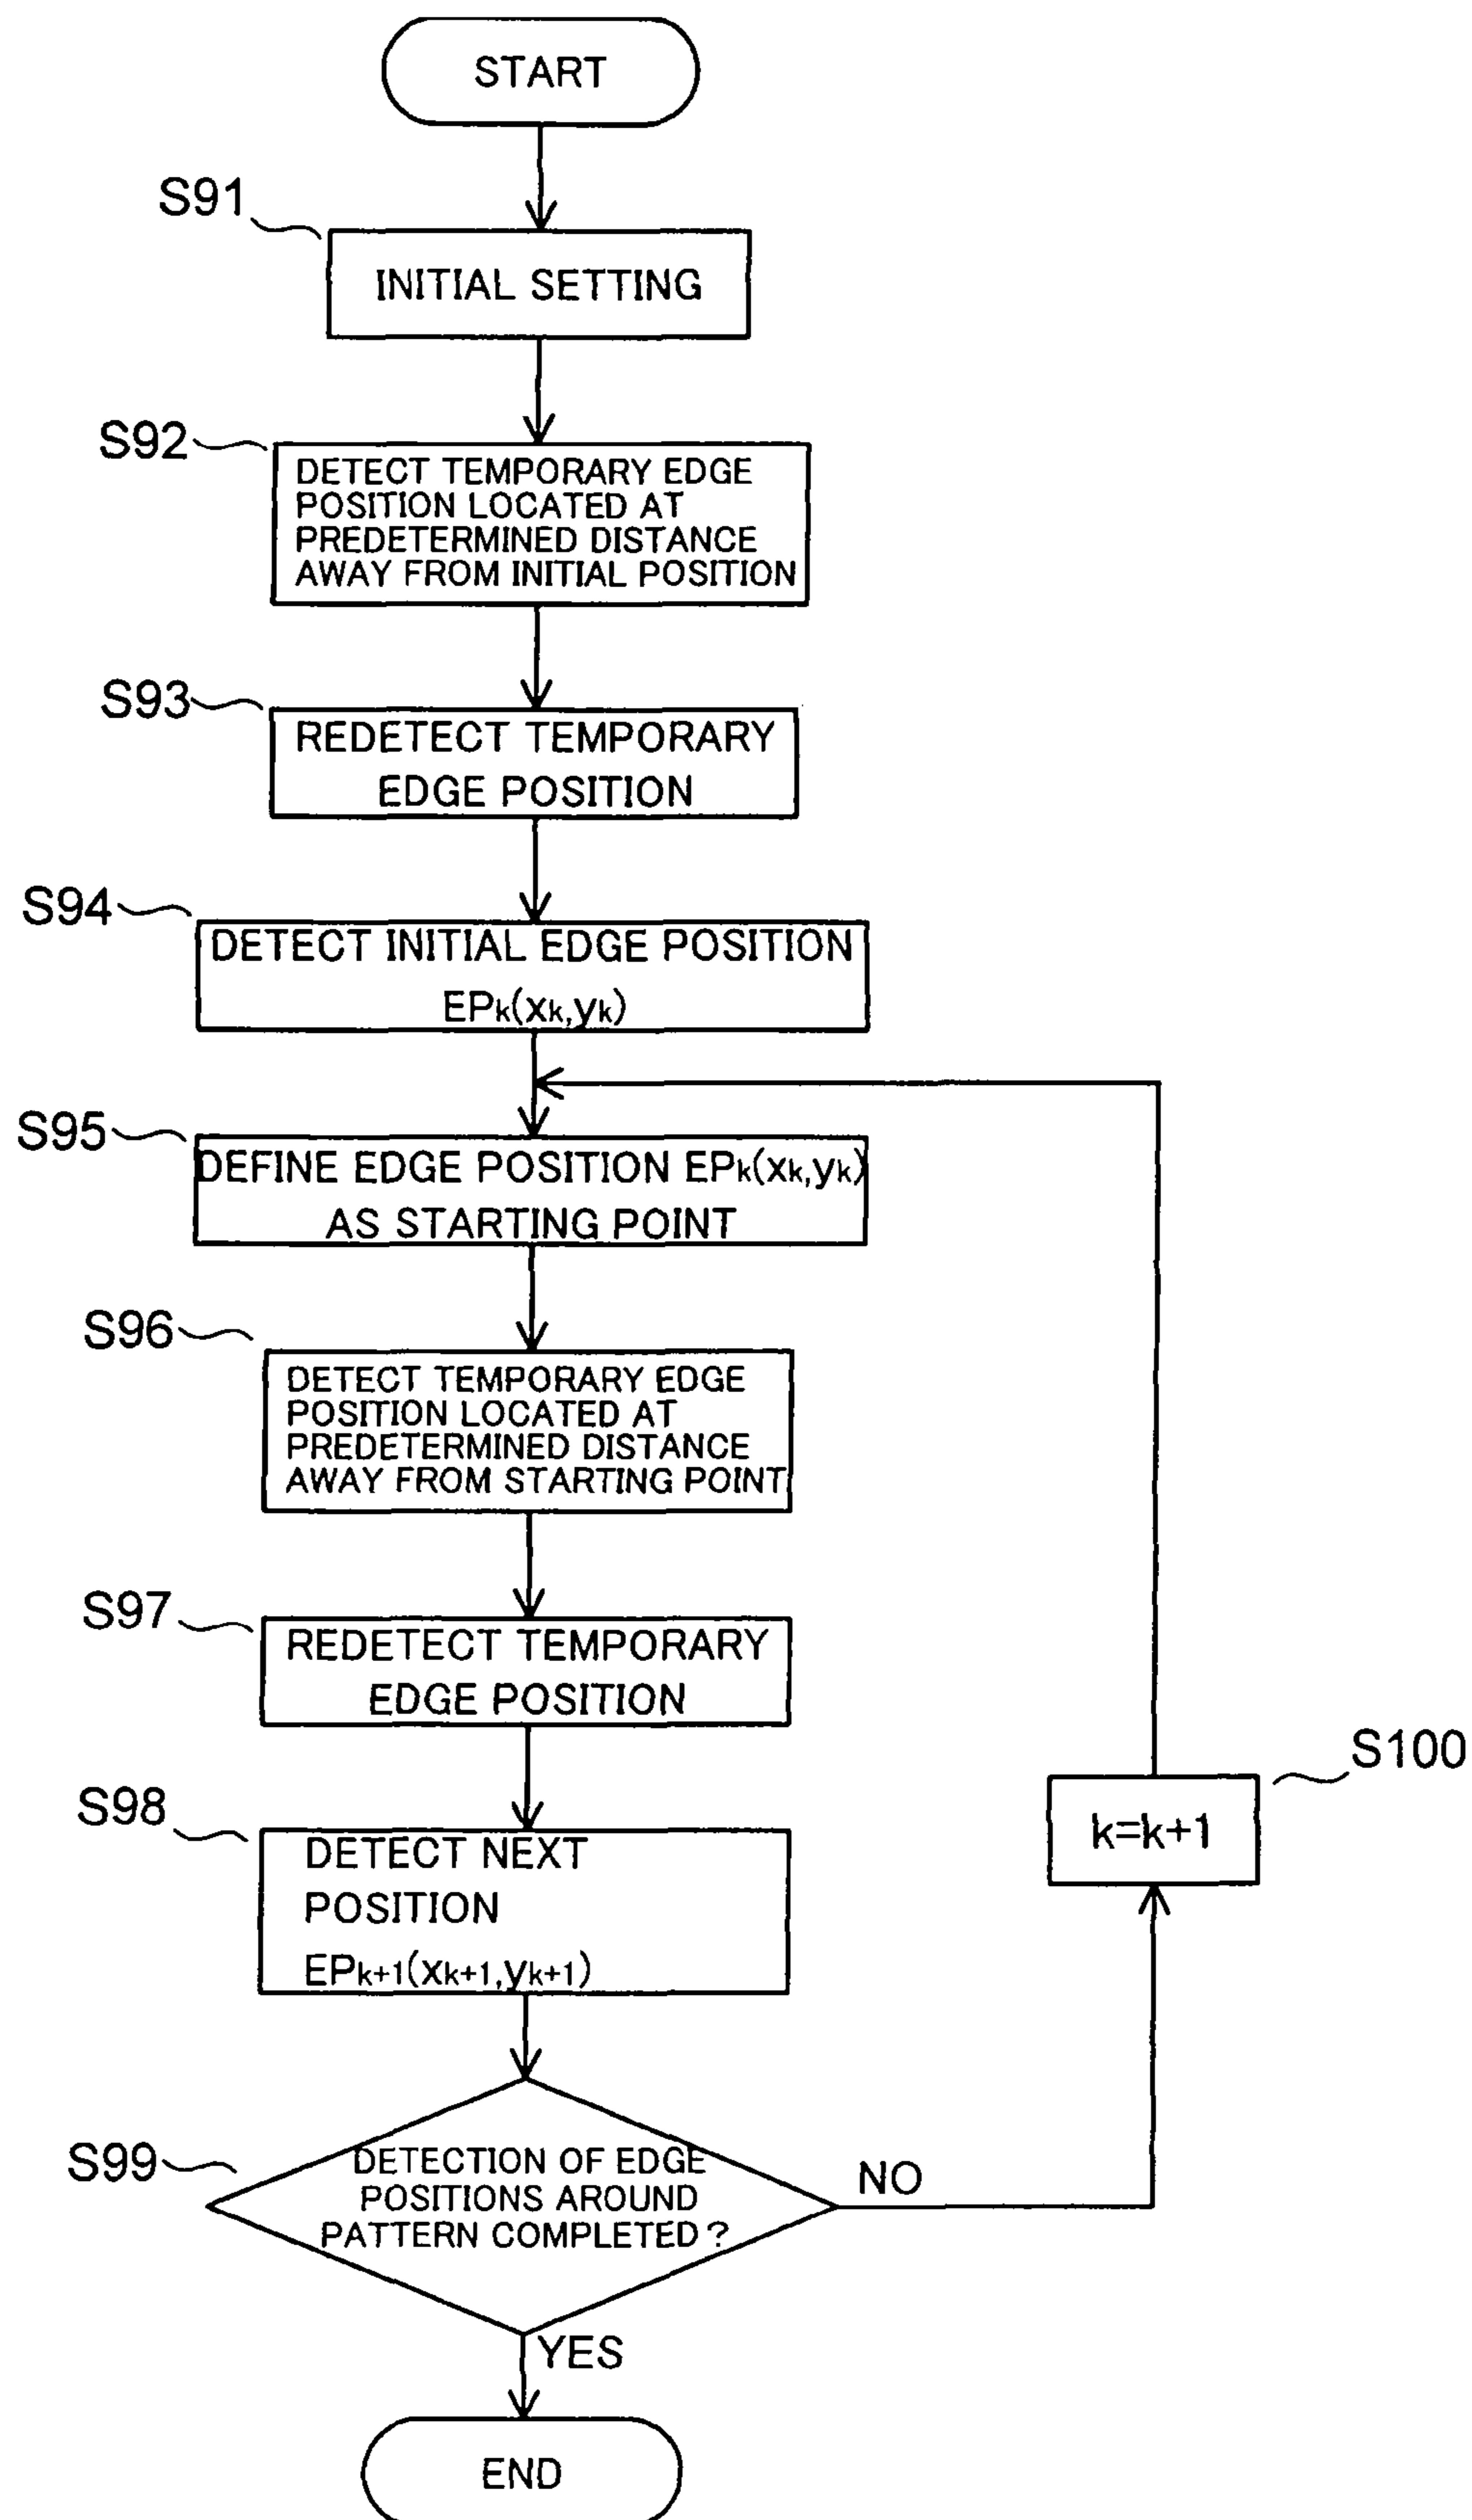 START
S91
INITIAL SETTING
S92
DETECT TEMPORARY EDGE
POSITION LOCATED AT
PREDETERMINED DISTANCE
AWAY FROM INITIAL POSITION
S93
REDETECT TEMPORARY
EDGE POSITION
S94
DETECT INITIAL EDGE POSITION
EPk(xk,yk)
S95
DEFINE EDGE POSITION EPk(xk,yk)
AS STARTING POINT
S96
DETECT TEMPORARY EDGE
POSITION LOCATED AT
PREDETERMINED DISTANCE
AWAY FROM STARTING POINT
S97
REDETECT TEMPORARY
EDGE POSITION
S98
DETECT NEXT
POSITION
EPk+1(xk+1,yk+1)
S100
k=k+1
S99
DETECTION OF EDGE
POSITIONS AROUND
PATTERN COMPLETED?
NO
YES
END